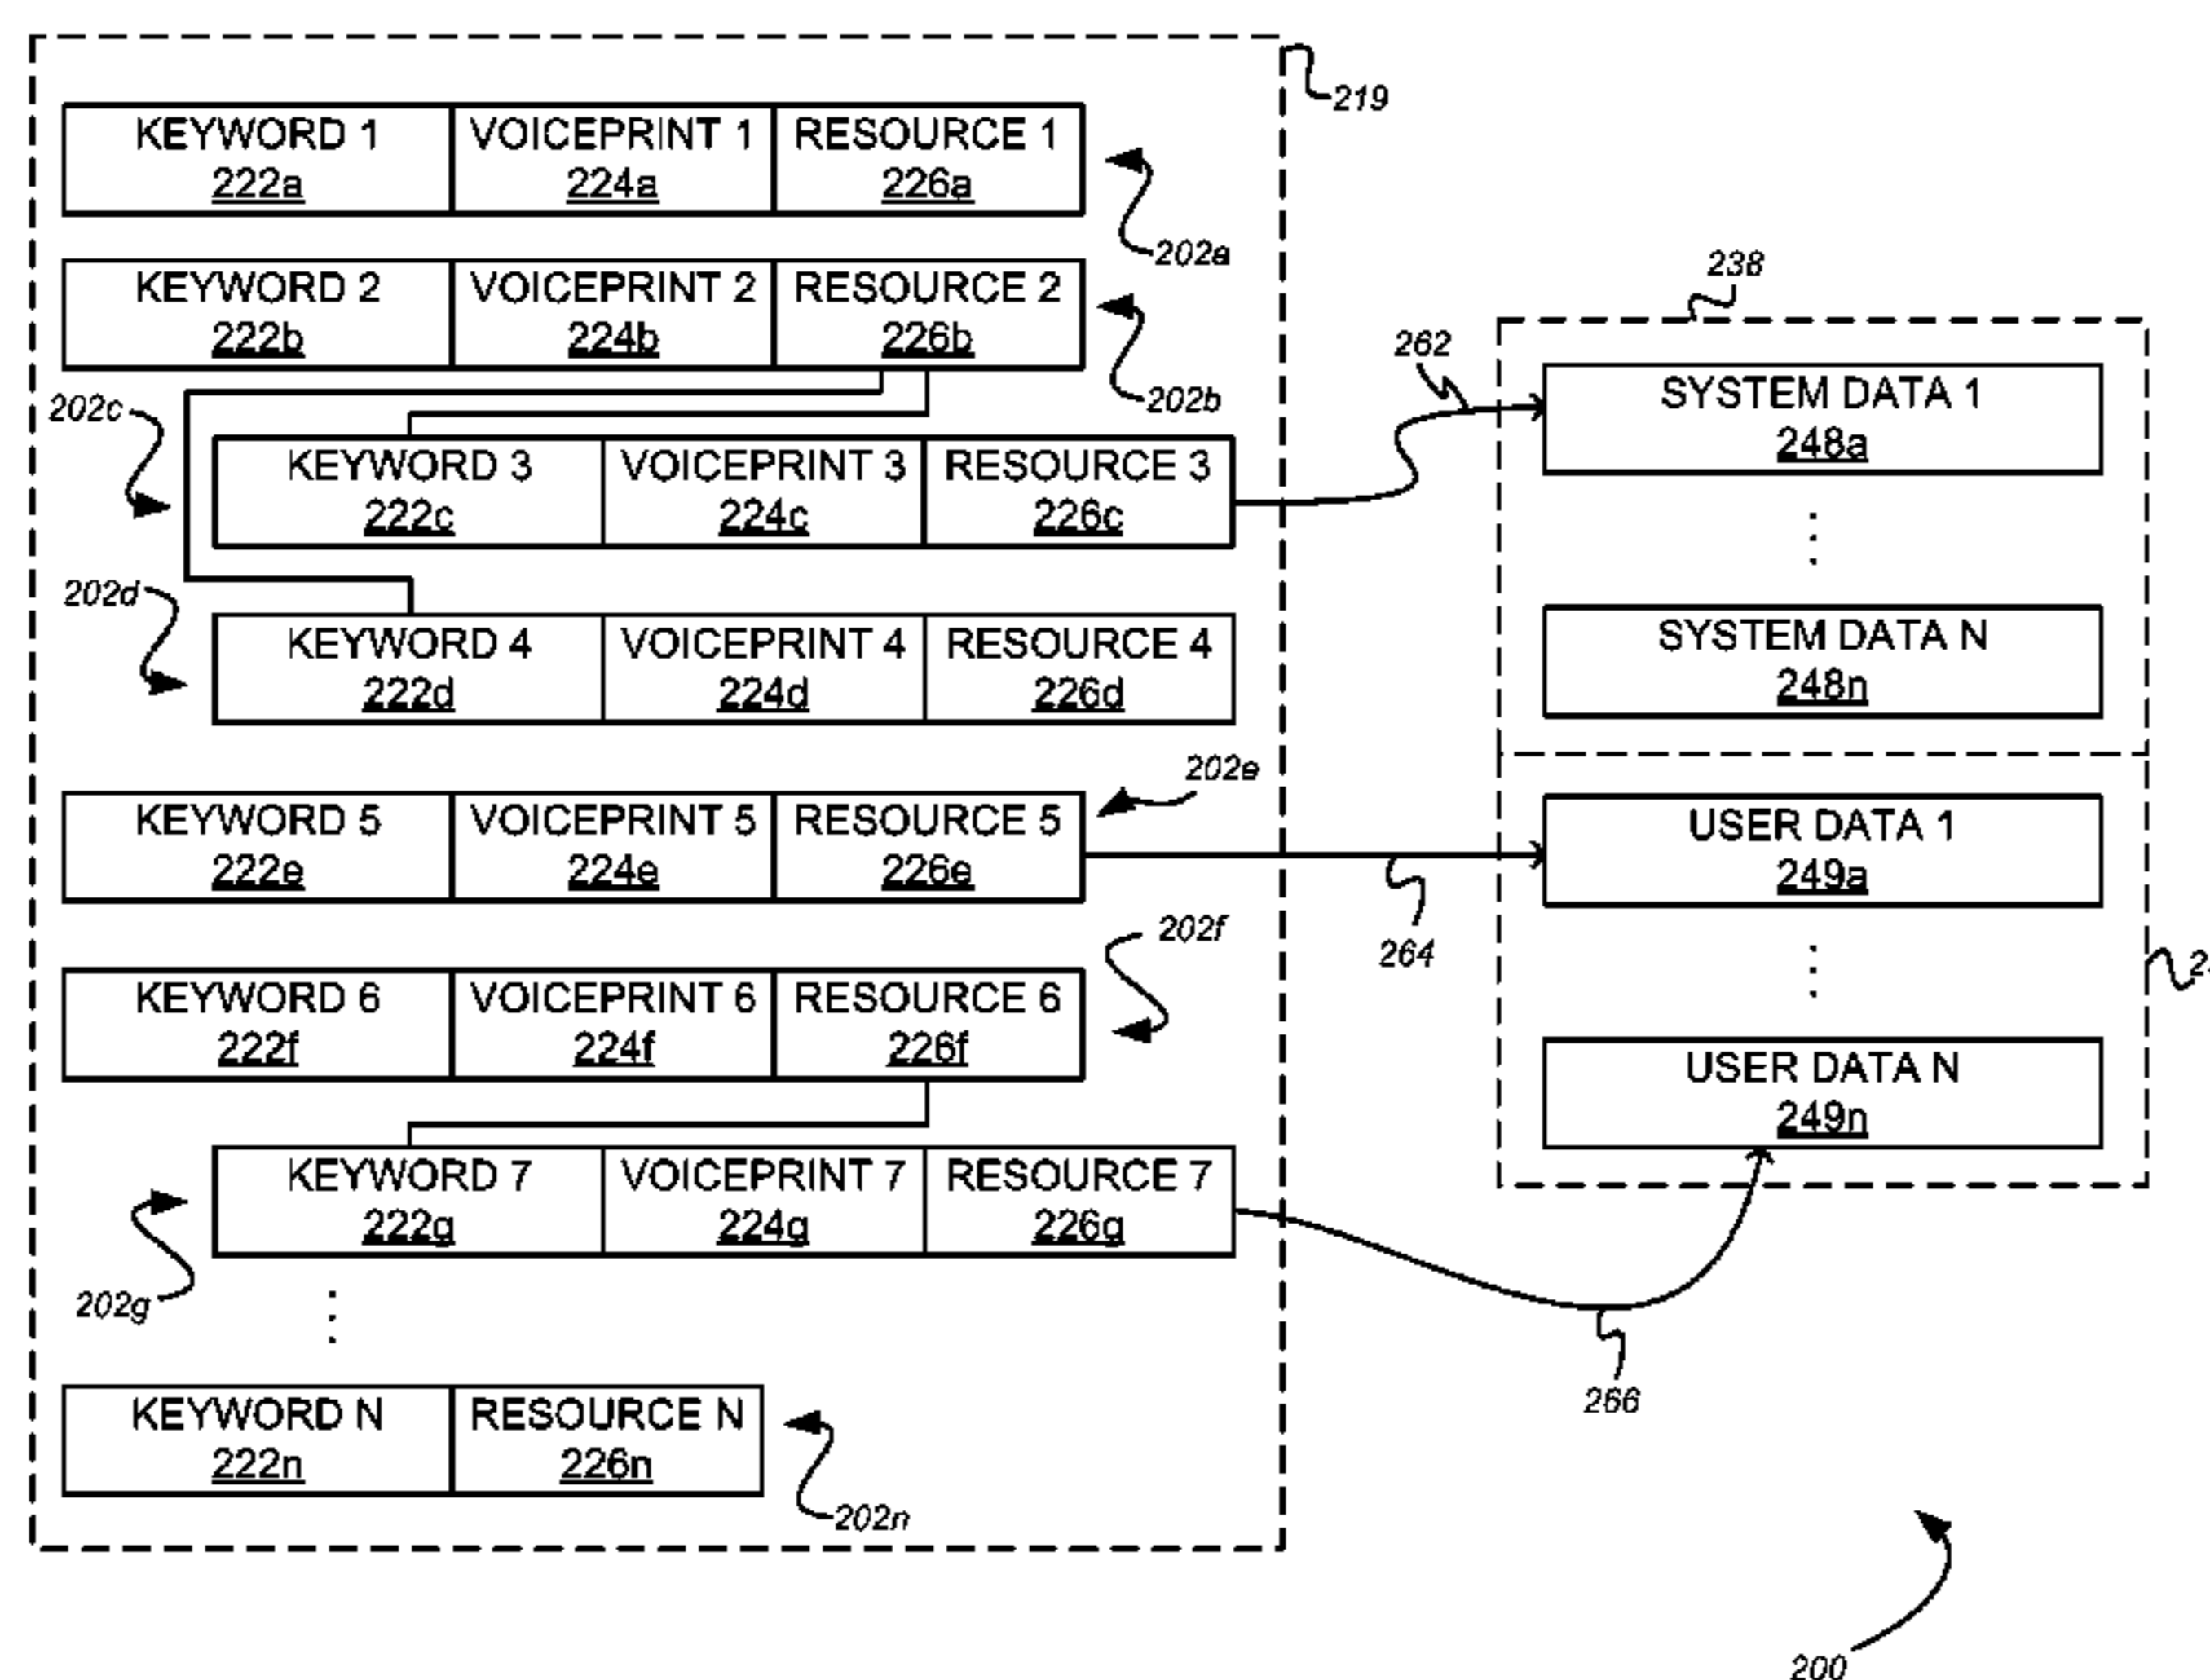 219
KEYWORD 1 VOICEPRINT 1 RESOURCE 1
222a 224a 226a
202a
KEYWORD 2 VOICEPRINT 2 RESOURCE 2
222b 224b 226b
202b
202c
KEYWORD 3 VOICEPRINT 3 RESOURCE 3
222c 224c 226c
202d
KEYWORD 4 VOICEPRINT 4 RESOURCE 4
222d 224d 226d
202e
KEYWORD 5 VOICEPRINT 5 RESOURCE 5
222e 224e 226e
202f
KEYWORD 6 VOICEPRINT 6 RESOURCE 6
222f 224f 226f
KEYWORD 7 VOICEPRINT 7 RESOURCE 7
222g 224g 226g
202g
KEYWORD N RESOURCE N
222n 226n
202n
238
262
SYSTEM DATA 1
248a
SYSTEM DATA N
248n
USER DATA 1
249a
264
USER DATA N
249n
266
200